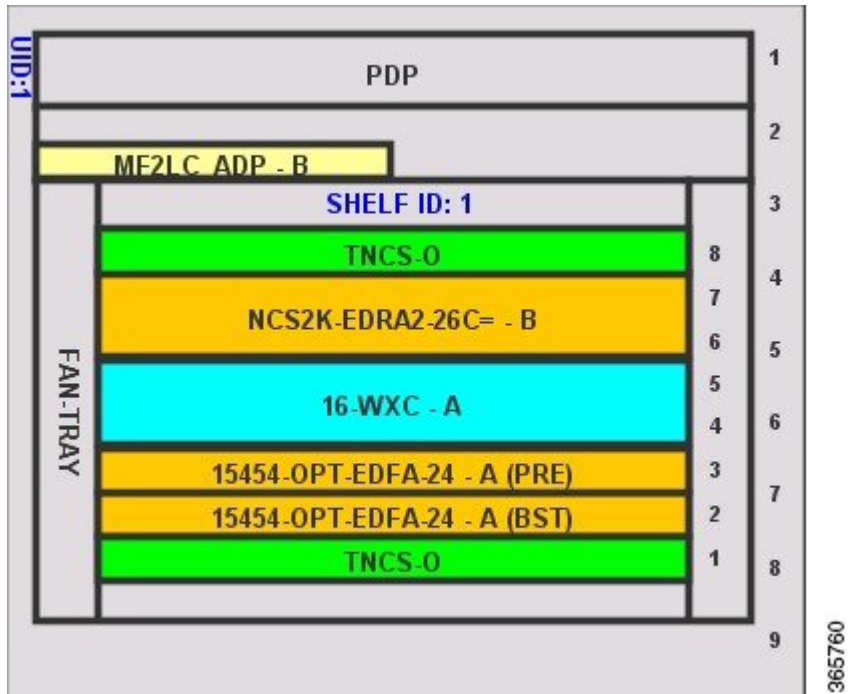 UID:1
PDP
1
2
MF2LC_ADP - B
SHELF ID: 1
3
TNCS-O
8
4
NCS2K-EDRA2-26C= - B
7
6
5
FAN-TRAY
16-WXC - A
5
4
6
15454-OPT-EDFA-24 - A (PRE)
3
7
15454-OPT-EDFA-24 - A (BST)
2
TNCS-O
1
8
9
365760